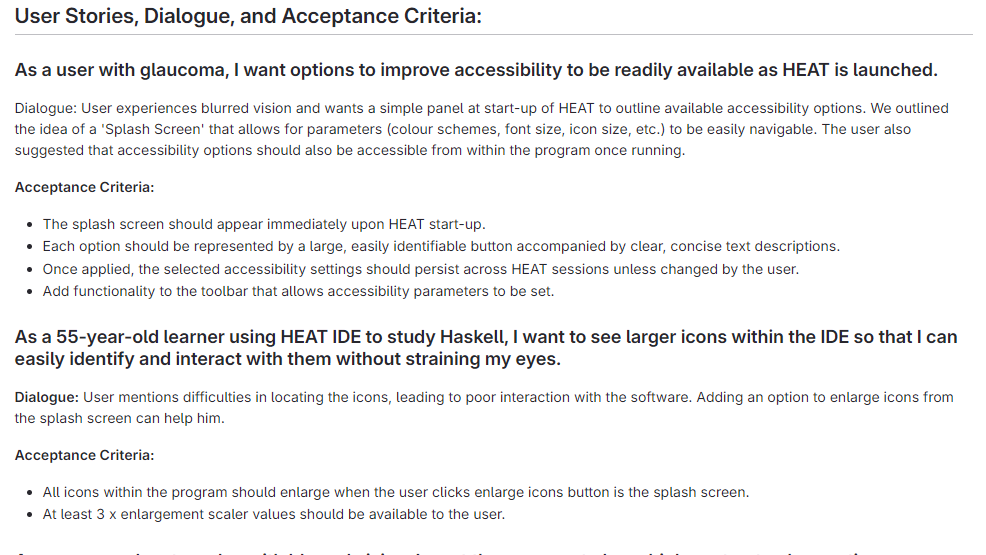 User Stories, Dialogue, and Acceptance Criteria:
As a user with glaucoma, I want options to improve accessibility to be readily available as HEAT is launched.
Dialogue: User experiences blurred vision and wants a simple panel at start-up of HEAT to outline available accessibility options. We outlined
the idea of a 'Splash Screen' that allows for parameters (colour schemes, font size, icon size, etc.) to be easily navigable. The user also
suggested that accessibility options should also be accessible from within the program once running.
Acceptance Criteria:
• The splash screen should appear immediately upon HEAT start-up.
• Each option should be represented by a large, easily identifiable button accompanied by clear, concise text descriptions.
• Once applied, the selected accessibility settings should persist across HEAT sessions unless changed by the user.
• Add functionality to the toolbar that allows accessibility parameters to be set.
As a 55-year-old learner using HEAT IDE to study Haskell, I want to see larger icons within the IDE so that I can
easily identify and interact with them without straining my eyes.
Dialogue: User mentions difficulties in locating the icons, leading to poor interaction with the software. Adding an option to enlarge icons from
the splash screen can help him.
Acceptance Criteria:
• All icons within the program should enlarge when the user clicks enlarge icons button is the splash screen.
• At least 3 x enlargement scaler values should be available to the user.